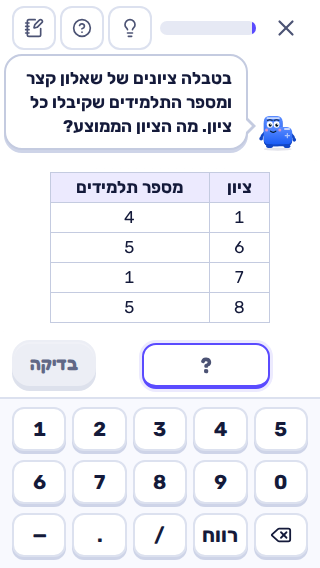 בטבלה ציונים של שאלון קצר
ומספר התלמידים שקיבלו כל
ציון. מה הציון הממוצע?
ציון מספר תלמידים
1 4
6 5
7 1
8 5
? בדיקה
1 2 3 4 5
6 7 8 9 0
– . / רווח